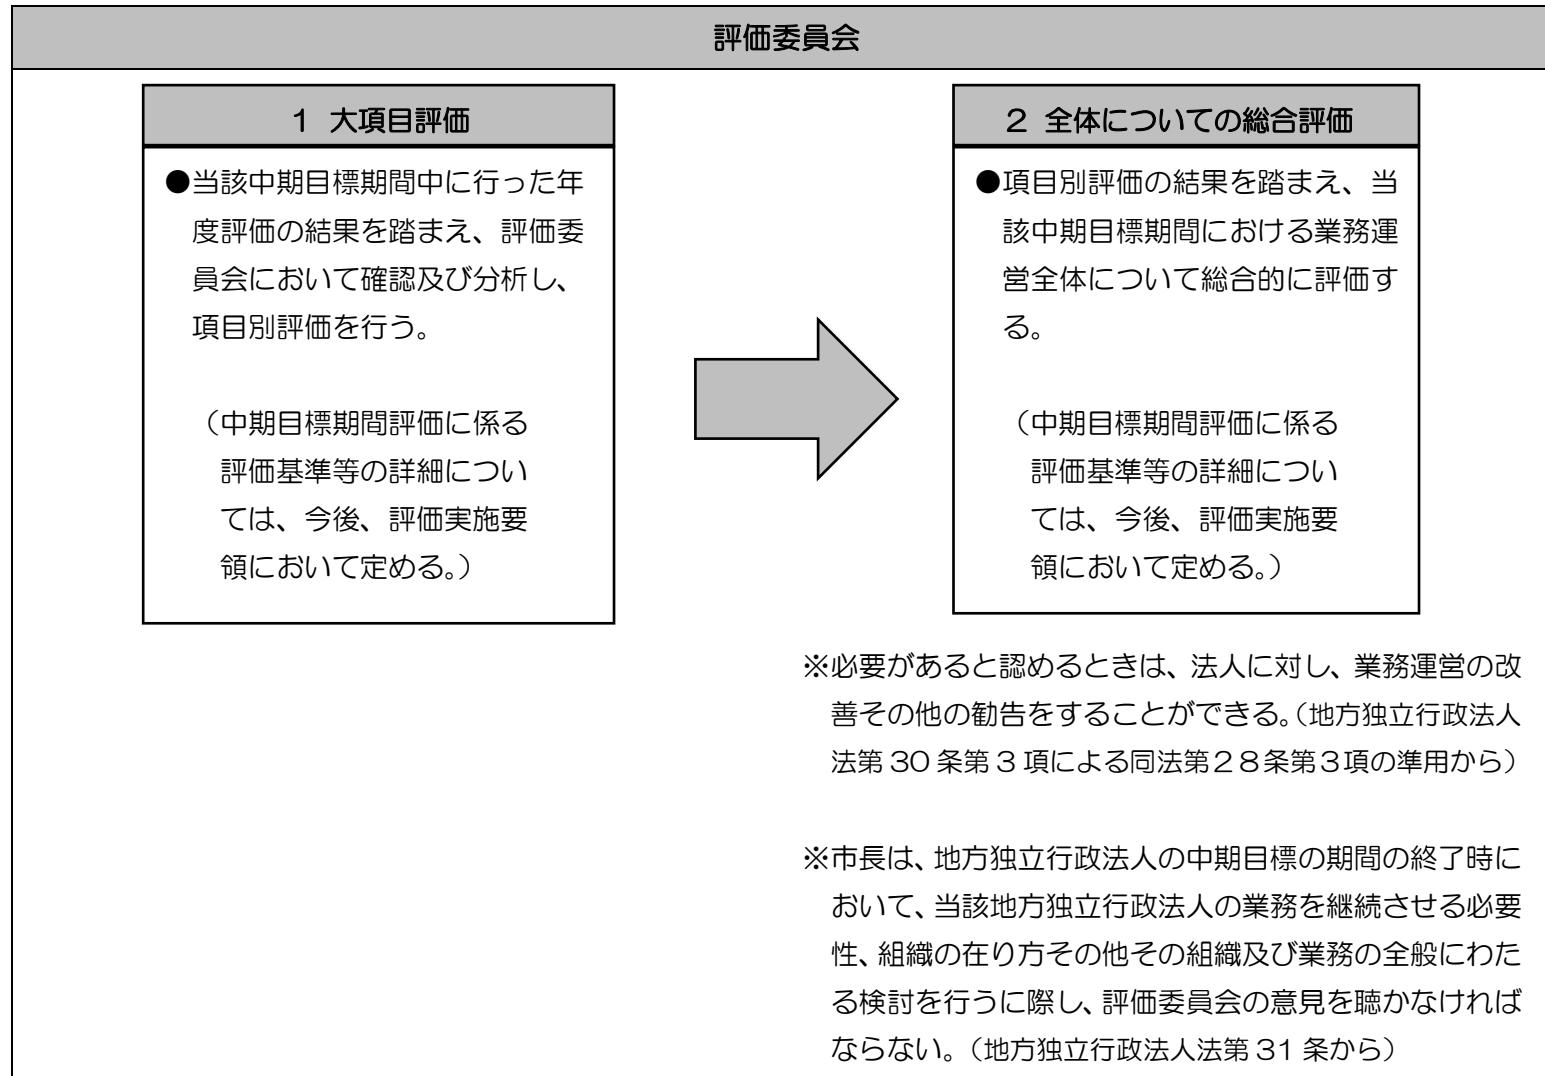 評価委員会
１ 大項目評価
●当該中期目標期間中に行った年
度評価の結果を踏まえ、評価委
員会において確認及び分析し、
項目別評価を行う。
（中期目標期間評価に係る
評価基準等の詳細につい
ては、今後、評価実施要
領において定める。）
２ 全体についての総合評価
●項目別評価の結果を踏まえ、当
該中期目標期間における業務運
営全体について総合的に評価す
る。
（中期目標期間評価に係る
評価基準等の詳細につい
ては、今後、評価実施要
領において定める。）
※必要があると認めるときは、法人に対し、業務運営の改
善その他の勧告をすることができる。（地方独立行政法人
法第 30 条第 3 項による同法第２８条第３項の準用から）
※市長は、地方独立行政法人の中期目標の期間の終了時に
おいて、当該地方独立行政法人の業務を継続させる必要
性、組織の在り方その他その組織及び業務の全般にわた
る検討を行うに際し、評価委員会の意見を聴かなければ
ならない。（地方独立行政法人法第 31 条から）